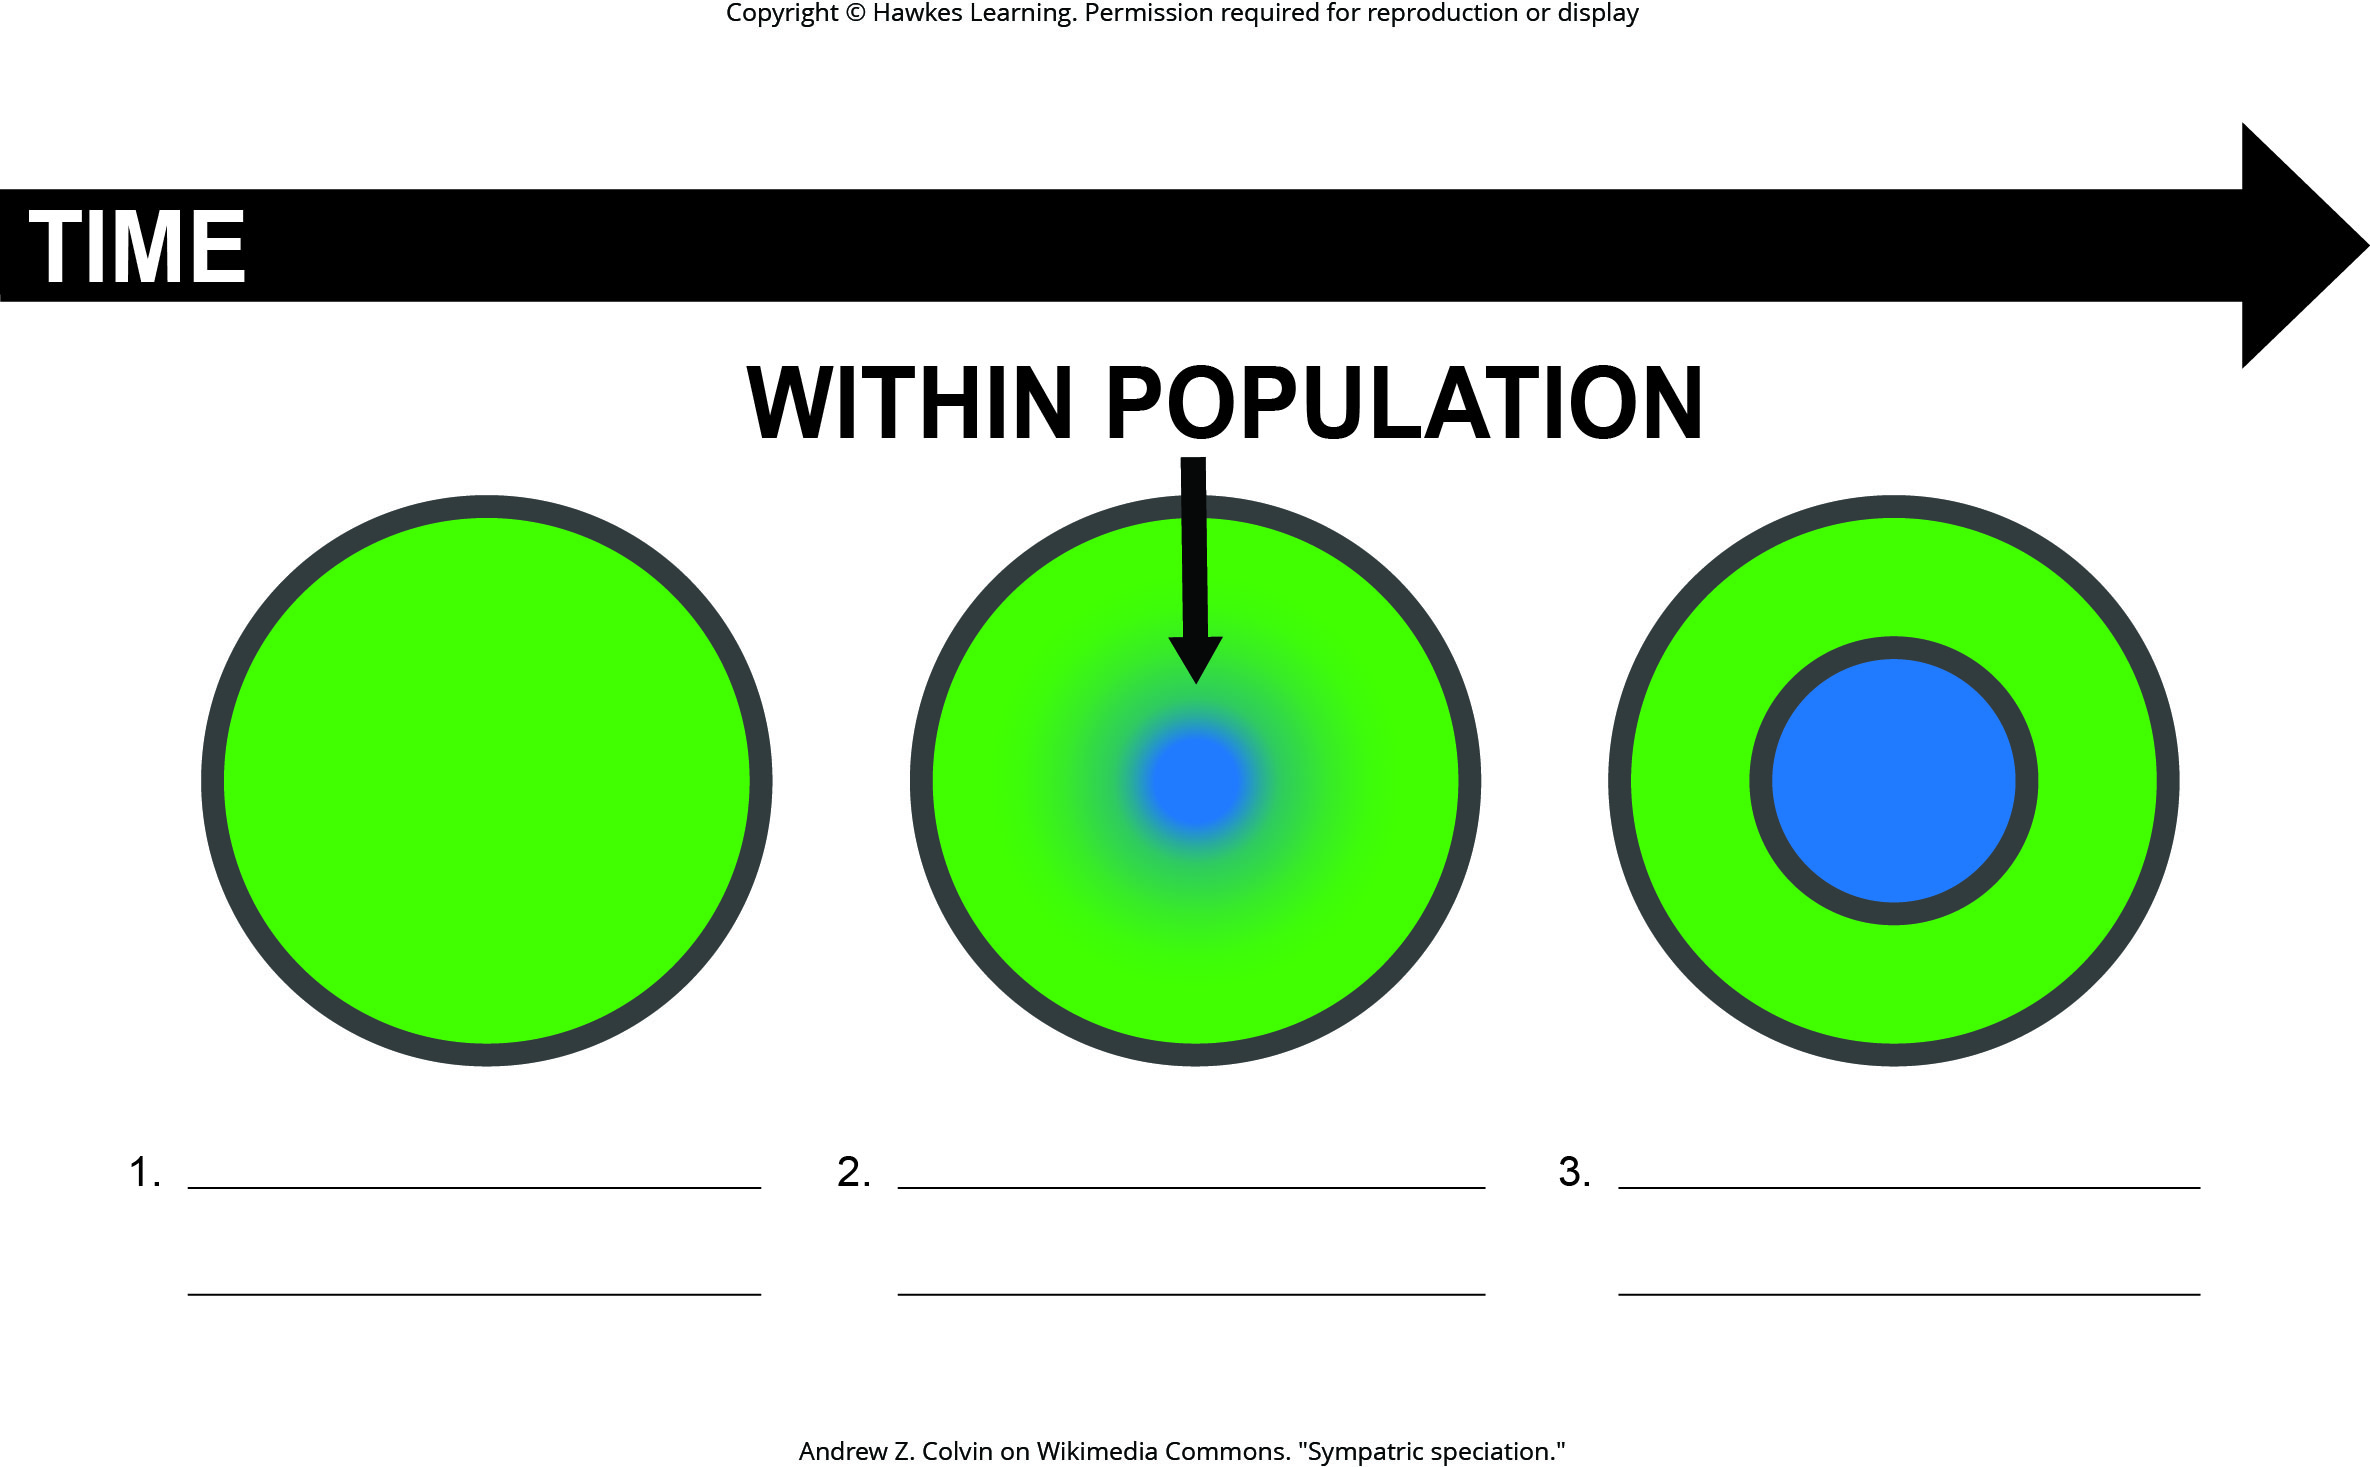 Copyright © Hawkes Learning. Permission required for reproduction or display
TIME
WITHIN POPULATION
1.
2.
3.
Andrew Z. Colvin on Wikimedia Commons. "Sympatric speciation."